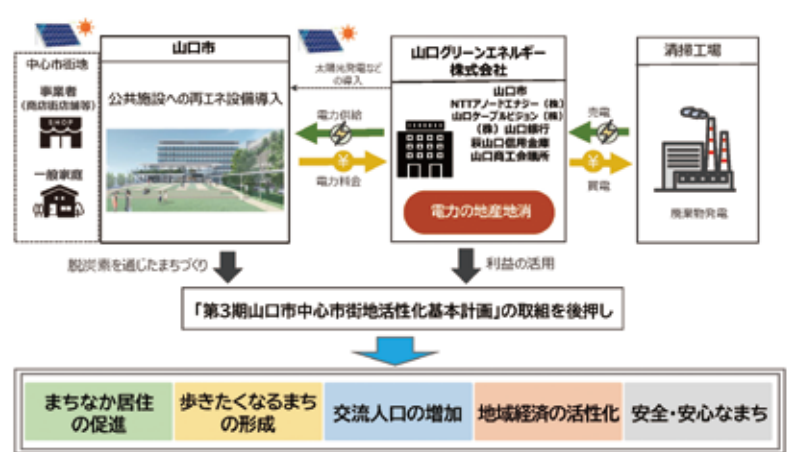 中心市街地
事業者
(商店街店舗等)
SHOP
一般家庭
山口市
公共施設への再エネ設備導入
太陽光発電など
の導入
電力供給
¥
電力料金
山口グリーンエネルギー
株式会社
山口市
NTTアノードエナジー(株)
山口ケーブルビジョン(株)
(株)山口銀行
萩山口信用金庫
山口商工会議所
電力の地産地消
売電
¥
買電
清掃工場
廃棄物発電
脱炭素を通じたまちづくり
利益の活用
「第3期山口市中心市街地活性化基本計画」の取組を後押し
まちなか居住
の促進
歩きたくなるまち
の形成
交流人口の増加
地域経済の活性化
安全・安心なまち